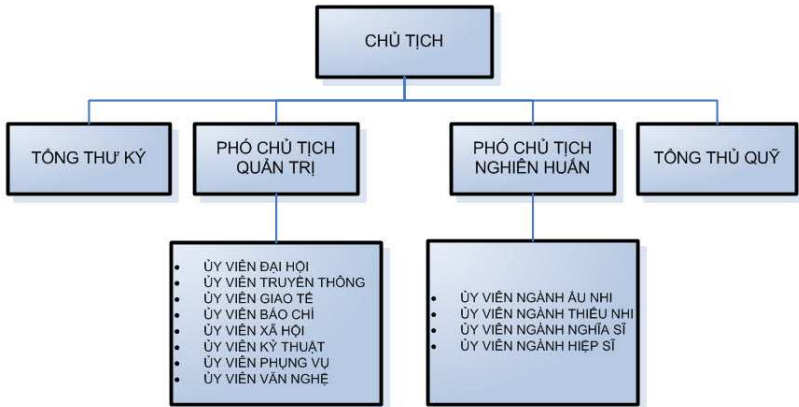 CHỦ TỊCH
TỔNG THƯ KÝ
PHÓ CHỦ TỊCH
QUẢN TRỊ
PHÓ CHỦ TỊCH
NGHIÊN HUẤN
TỔNG THỦ QUỸ
• ỦY VIÊN ĐẠI HỘI
• ỦY VIÊN TRUYỀN THÔNG
• ỦY VIÊN GIAO TẾ
• ỦY VIÊN BÁO CHÍ
• ỦY VIÊN XÃ HỘI
• ỦY VIÊN KỸ THUẬT
• ỦY VIÊN PHỤNG VỤ
• ỦY VIÊN VĂN NGHỆ
• ỦY VIÊN NGÀNH ẤU NHI
• ỦY VIÊN NGÀNH THIẾU NHI
• ỦY VIÊN NGÀNH NGHĨA SĨ
• ỦY VIÊN NGÀNH HIỆP SĨ